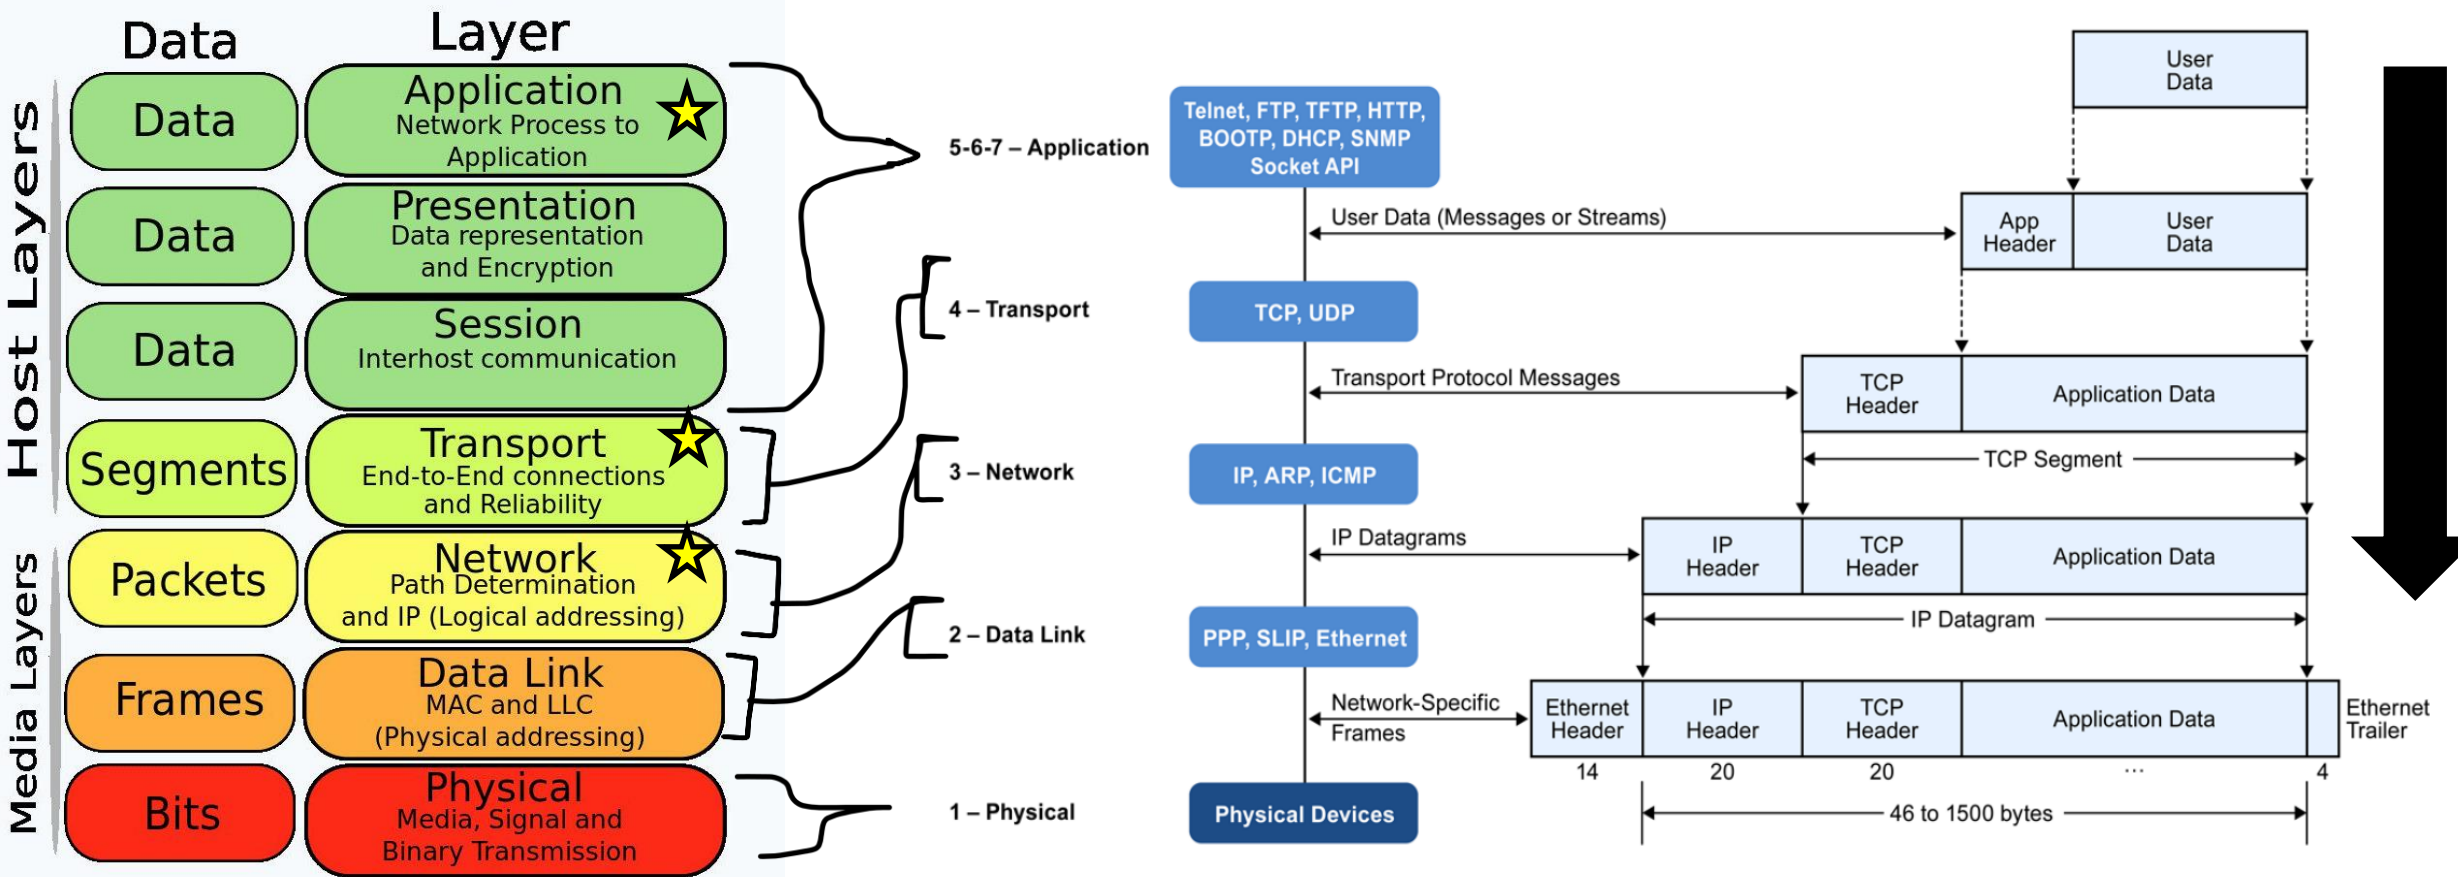 Data
Layer
Host Layers
Media Layers
Data
Application
Network Process to
Application
Data
Presentation
Data representation
and Encryption
Data
Session
Interhost communication
Segments
Transport
End-to-End connections
and Reliability
Packets
Network
Path Determination
and IP (Logical addressing)
Frames
Data Link
MAC and LLC
(Physical addressing)
Bits
Physical
Media, Signal and
Binary Transmission
5-6-7 – Application
4 – Transport
3 – Network
2 – Data Link
1 – Physical
Telnet, FTP, TFTP, HTTP,
BOOTP, DHCP, SNMP
Socket API
User Data (Messages or Streams)
TCP, UDP
Transport Protocol Messages
IP, ARP, ICMP
IP Datagrams
PPP, SLIP, Ethernet
Network-Specific
Frames
Physical Devices
User
Data
App
Header
User
Data
TCP
Header
Application Data
TCP Segment
IP
Header
TCP
Header
Application Data
IP Datagram
Ethernet
Header
IP
Header
TCP
Header
Application Data
Ethernet
Trailer
14
20
20
...
4
46 to 1500 bytes